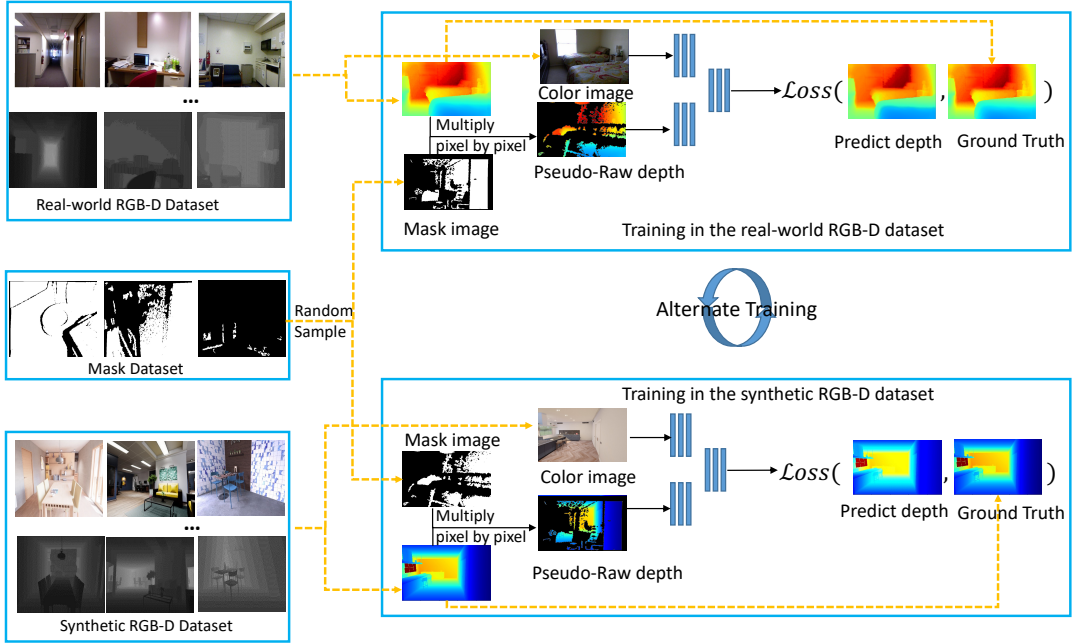 ...
Real-world RGB-D Dataset
Mask Dataset
...
Synthetic RGB-D Dataset
Random
Sample
Color image
Multiply
pixel by pixel
Pseudo-Raw depth
Mask image
Loss( , )
Predict depth
Ground Truth
Training in the real-world RGB-D dataset
Alternate Training
Training in the synthetic RGB-D dataset
Mask image
Color image
Multiply
pixel by pixel
Pseudo-Raw depth
Loss( , )
Predict depth
Ground Truth